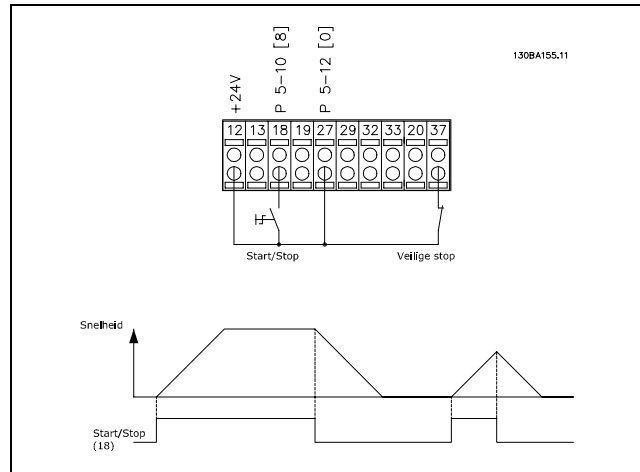 130BA155.11
+24V
P 5-10 [8]
P 5-12 [0]
12 13 18 19 27 29 32 33 20 37
Start/Stop
Veilige stop
Snelheid
Start/Stop
(18)